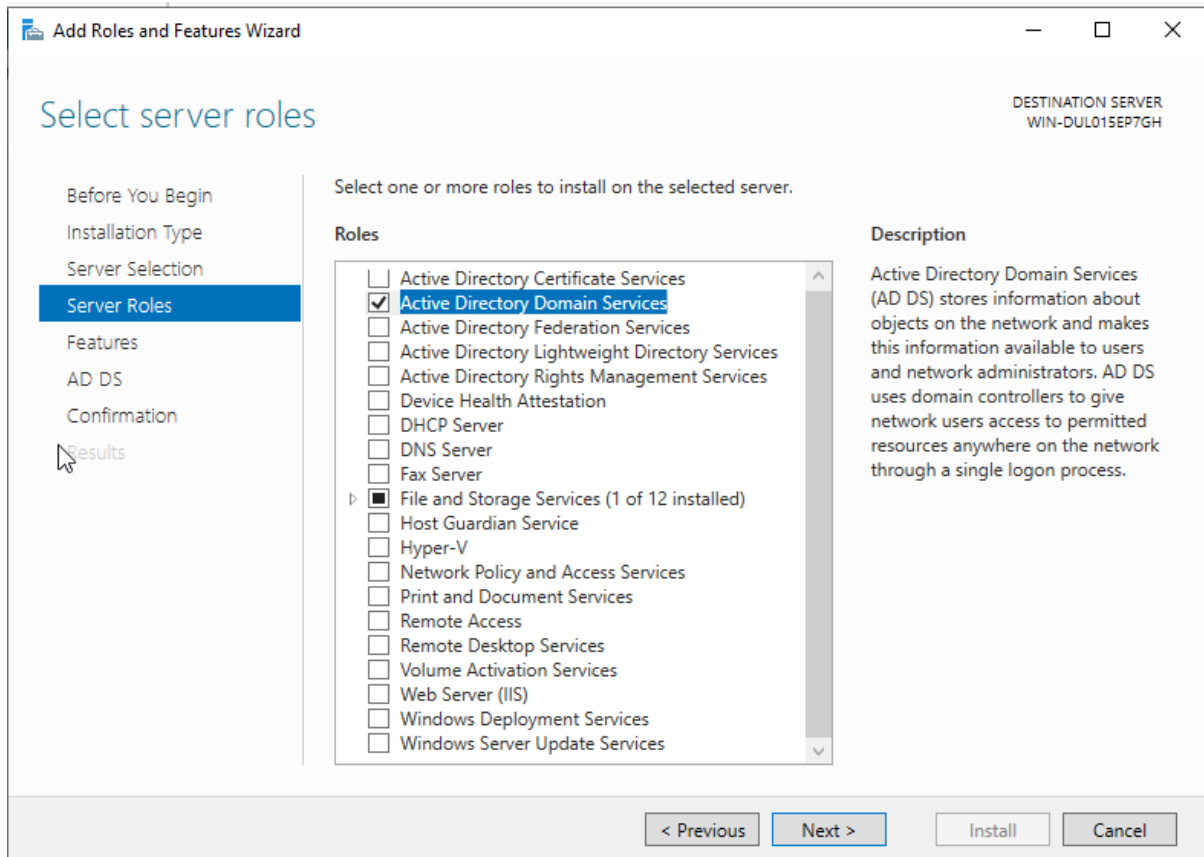 Add Roles and Features Wizard
Select server roles
DESTINATION SERVER
WIN-DUL015EP7GH
Before You Begin
Installation Type
Server Selection
Server Roles
Features
AD DS
Confirmation
Results
Select one or more roles to install on the selected server.
Roles
Active Directory Certificate Services
Active Directory Domain Services
Active Directory Federation Services
Active Directory Lightweight Directory Services
Active Directory Rights Management Services
Device Health Attestation
DHCP Server
DNS Server
Fax Server
File and Storage Services (1 of 12 installed)
Host Guardian Service
Hyper-V
Network Policy and Access Services
Print and Document Services
Remote Access
Remote Desktop Services
Volume Activation Services
Web Server (IIS)
Windows Deployment Services
Windows Server Update Services
Description
Active Directory Domain Services
(AD DS) stores information about
objects on the network and makes
this information available to users
and network administrators. AD DS
uses domain controllers to give
network users access to permitted
resources anywhere on the network
through a single logon process.
< Previous
Next >
Install
Cancel